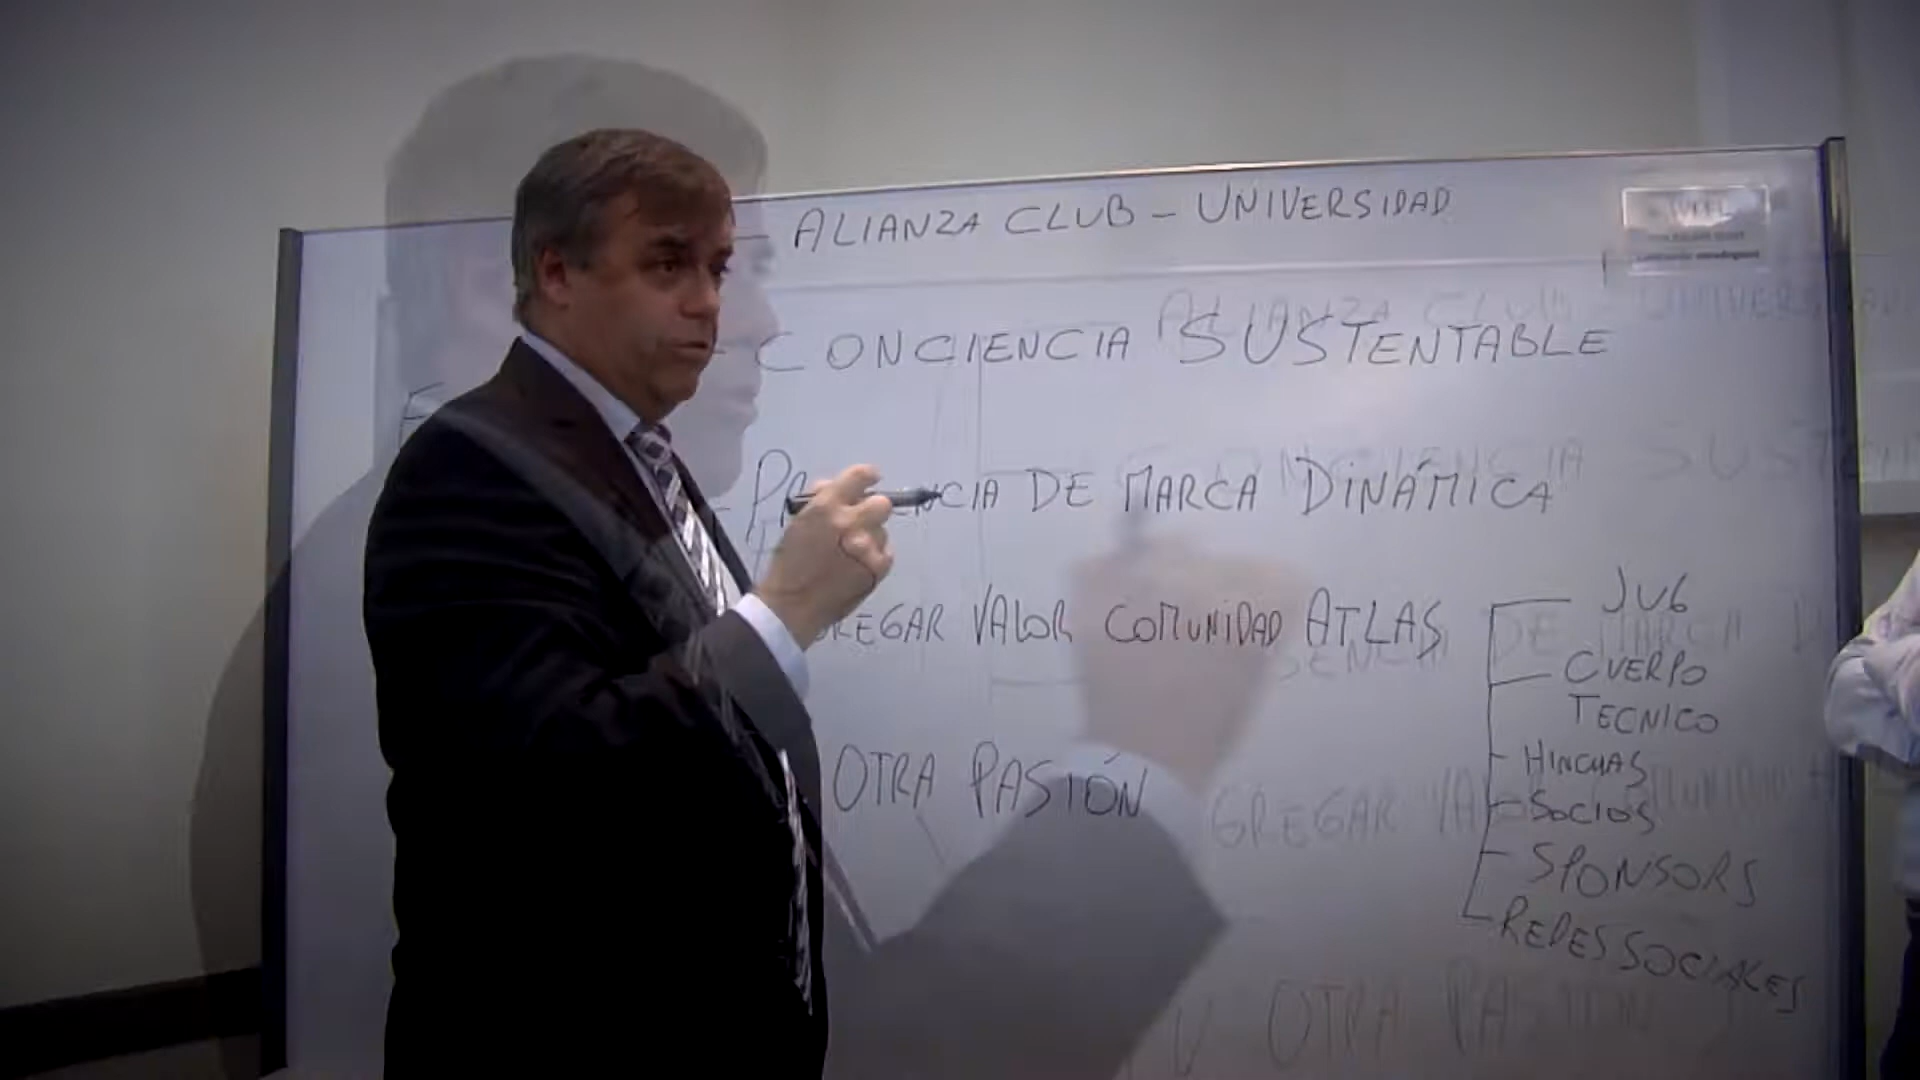 - ALIANZA CLUB - UNIVERSIDAD
- CONCIENCIA SUSTENTABLE
- DE MARCA DINÁMICA
VALOR COMUNIDAD ATLAS
JUG
CUERPO
TECNICO
- HINCHAS
- SOCIOS
- SPONSORS
REDES SOCIALES
OTRA PASIÓN